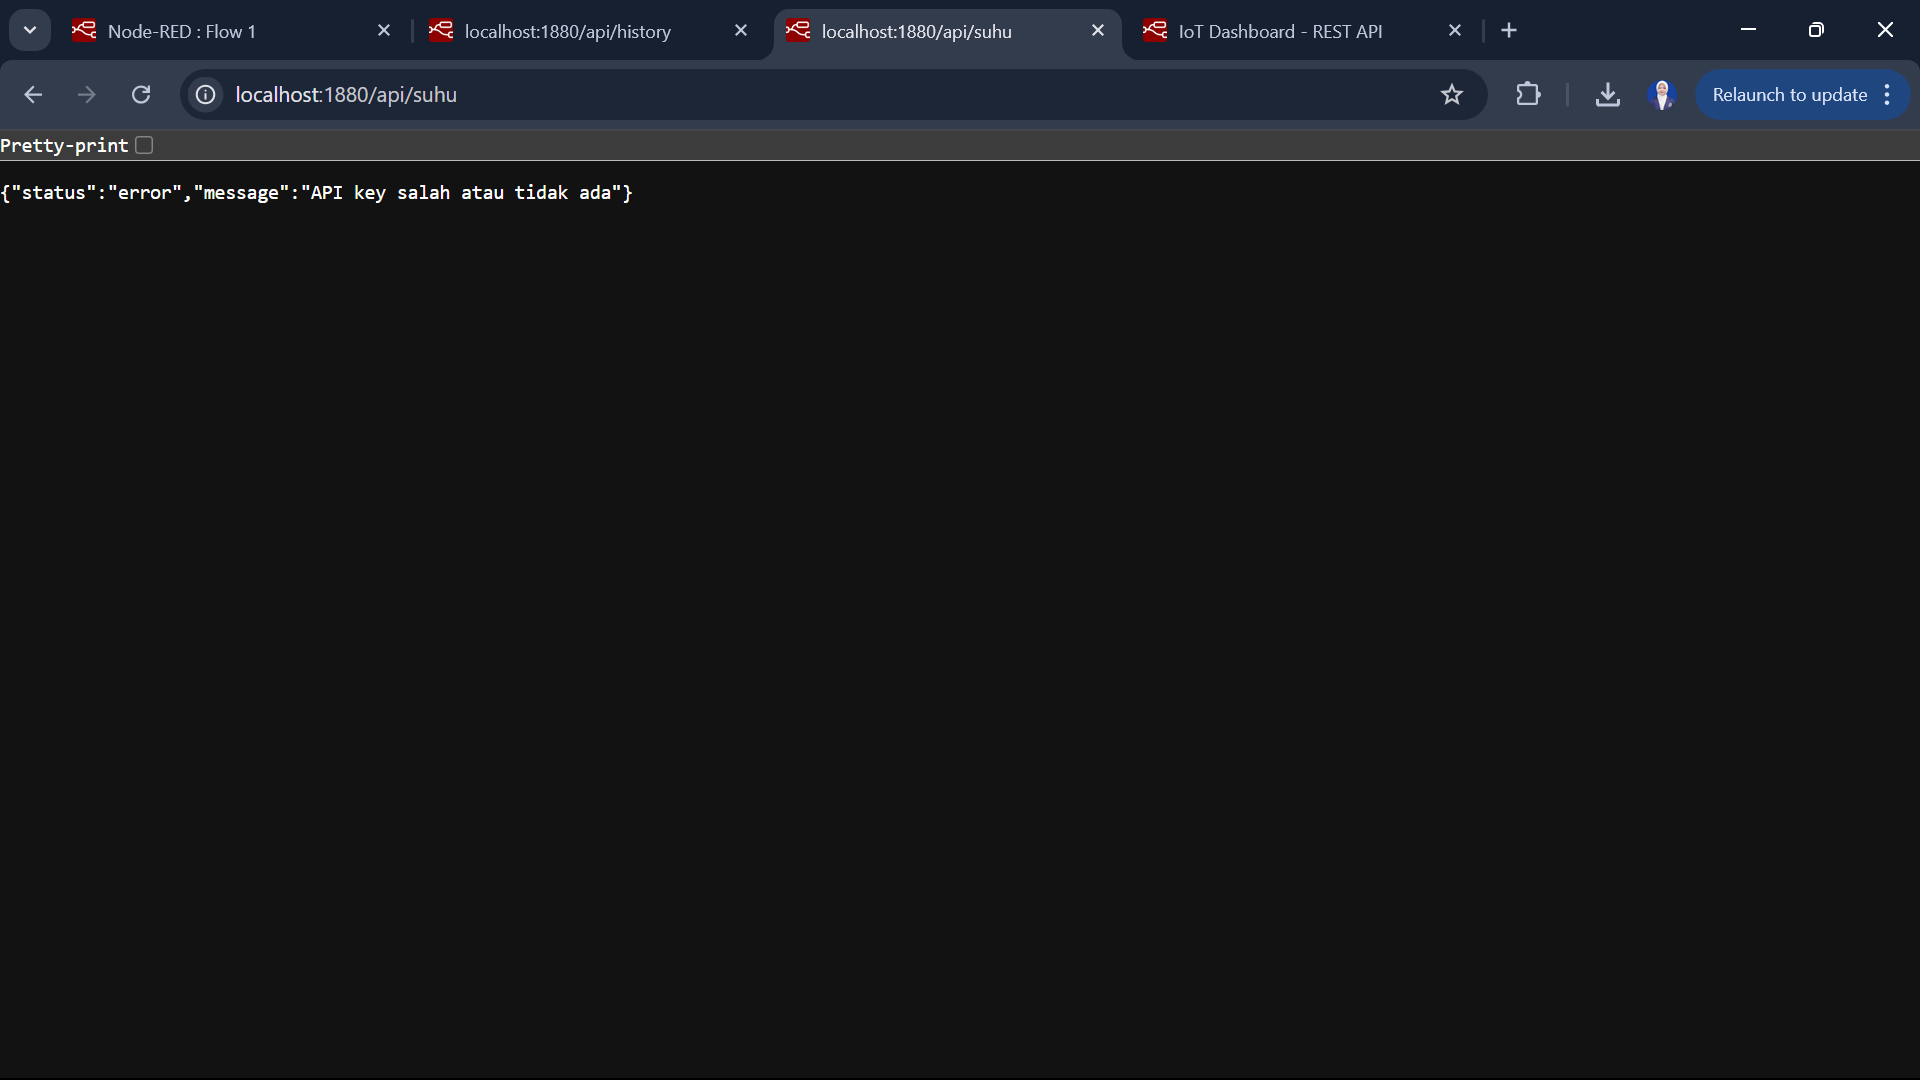 Node-RED : Flow 1
localhost:1880/api/history
localhost:1880/api/suhu
IoT Dashboard - REST API
localhost:1880/api/suhu
Relaunch to update
Pretty-print
{"status":"error","message":"API key salah atau tidak ada"}